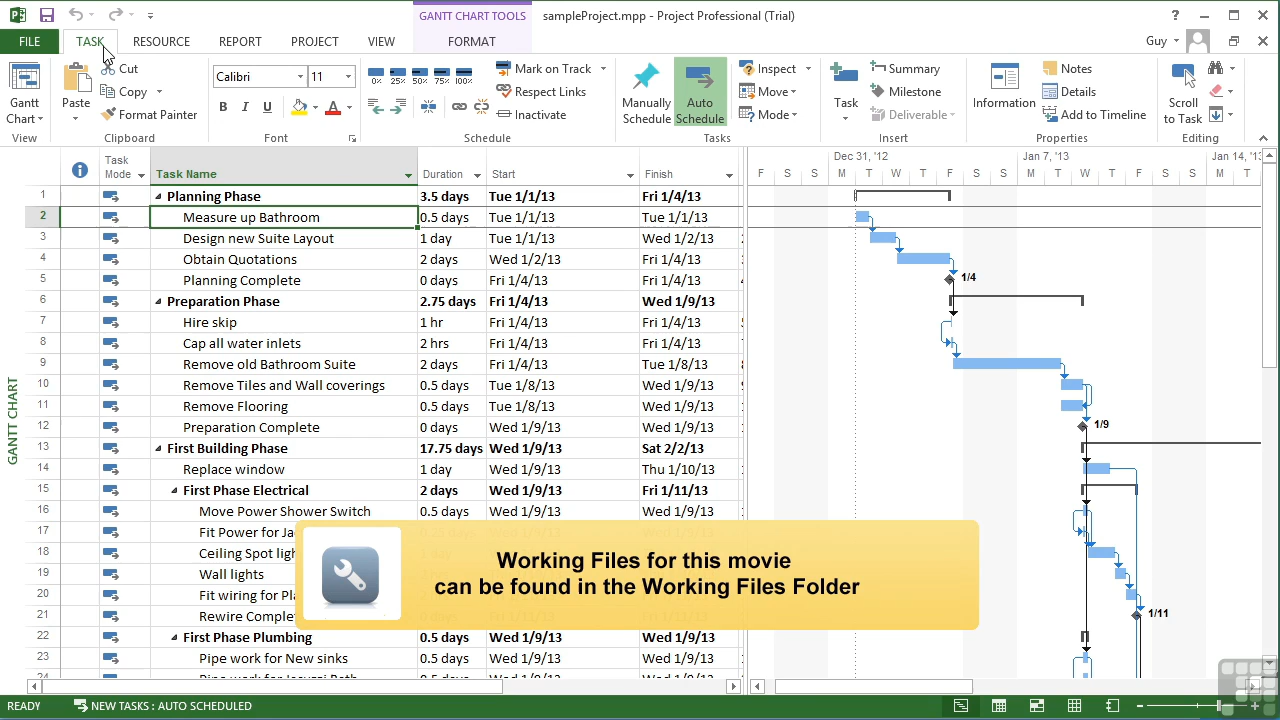 GANTT CHART TOOLS sampleProject.mpp - Project Professional (Trial)
FILE TASK RESOURCE REPORT PROJECT VIEW FORMAT Guy
Gantt Chart Paste Cut Copy Format Painter
Calibri 11
B I U A
0% 25% 50% 75% 100%
Mark on Track
Respect Links
Inactivate
Manually Schedule Auto Schedule
Inspect
Move
Mode
Task
Summary
Milestone
Deliverable
Information
Notes
Details
Add to Timeline
Scroll to Task
View Clipboard Font Schedule Tasks Insert Properties Editing
Task Mode Task Name Duration Start Finish
Dec 31, '12 Jan 7, '13 Jan 14, '13
F S S M T W T F S S M T W T F S S M T
1 Planning Phase 3.5 days Tue 1/1/13 Fri 1/4/13
2 Measure up Bathroom 0.5 days Tue 1/1/13 Tue 1/1/13
3 Design new Suite Layout 1 day Tue 1/1/13 Wed 1/2/13
4 Obtain Quotations 2 days Wed 1/2/13 Fri 1/4/13
5 Planning Complete 0 days Fri 1/4/13 Fri 1/4/13 1/4
6 Preparation Phase 2.75 days Fri 1/4/13 Wed 1/9/13
7 Hire skip 1 hr Fri 1/4/13 Fri 1/4/13
8 Cap all water inlets 2 hrs Fri 1/4/13 Fri 1/4/13
9 Remove old Bathroom Suite 2 days Fri 1/4/13 Tue 1/8/13
10 Remove Tiles and Wall coverings 0.5 days Tue 1/8/13 Wed 1/9/13
11 Remove Flooring 0.5 days Tue 1/8/13 Wed 1/9/13
12 Preparation Complete 0 days Wed 1/9/13 Wed 1/9/13 1/9
13 First Building Phase 17.75 days Wed 1/9/13 Sat 2/2/13
14 Replace window 1 day Wed 1/9/13 Thu 1/10/13
15 First Phase Electrical 2 days Wed 1/9/13 Fri 1/11/13
16 Move Power Shower Switch 0.5 days Wed 1/9/13 Wed 1/9/13
17 Fit Power for
18 Ceiling Spot
19 Wall lights
20 Fit wiring for
21 Rewire 1/11
22 First Phase Plumbing 0.5 days Wed 1/9/13 Wed 1/9/13
23 Pipe work for New sinks 0.5 days Wed 1/9/13 Wed 1/9/13
GANTT CHART
Working Files for this movie
can be found in the Working Files Folder
READY NEW TASKS : AUTO SCHEDULED